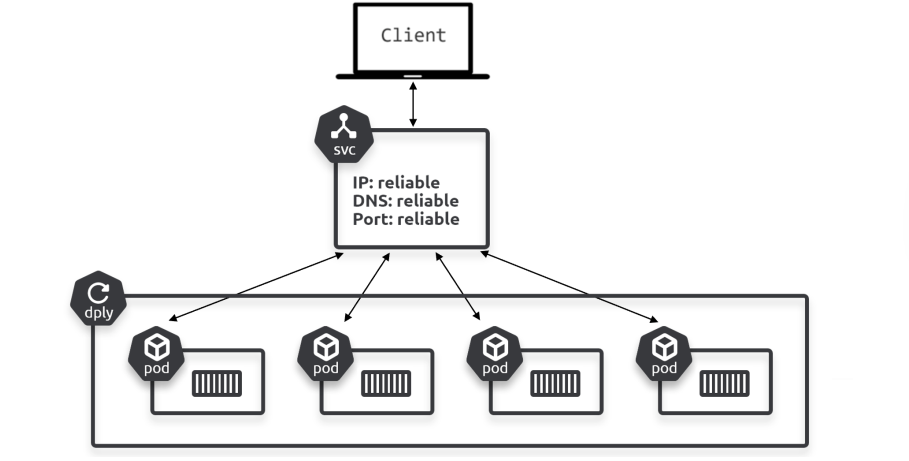 Client
svc
IP: reliable
DNS: reliable
Port: reliable
dply
pod
pod
pod
pod